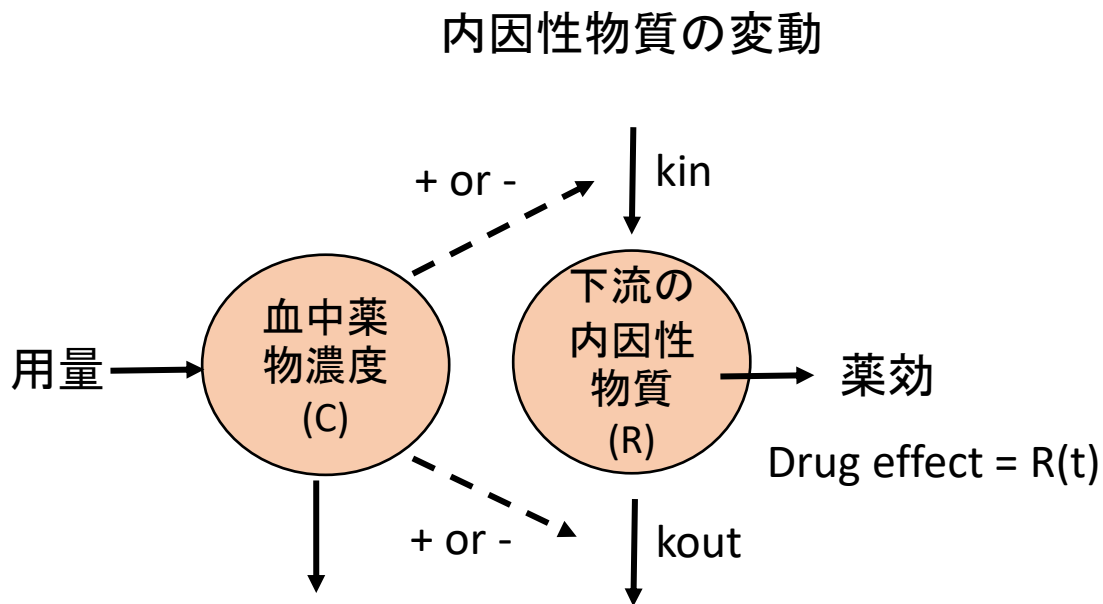 内因性物質の変動
+ or -
kin
用量
血中薬
物濃度
(C)
下流の
内因性
物質
(R)
薬効
Drug effect = R(t)
+ or -
kout